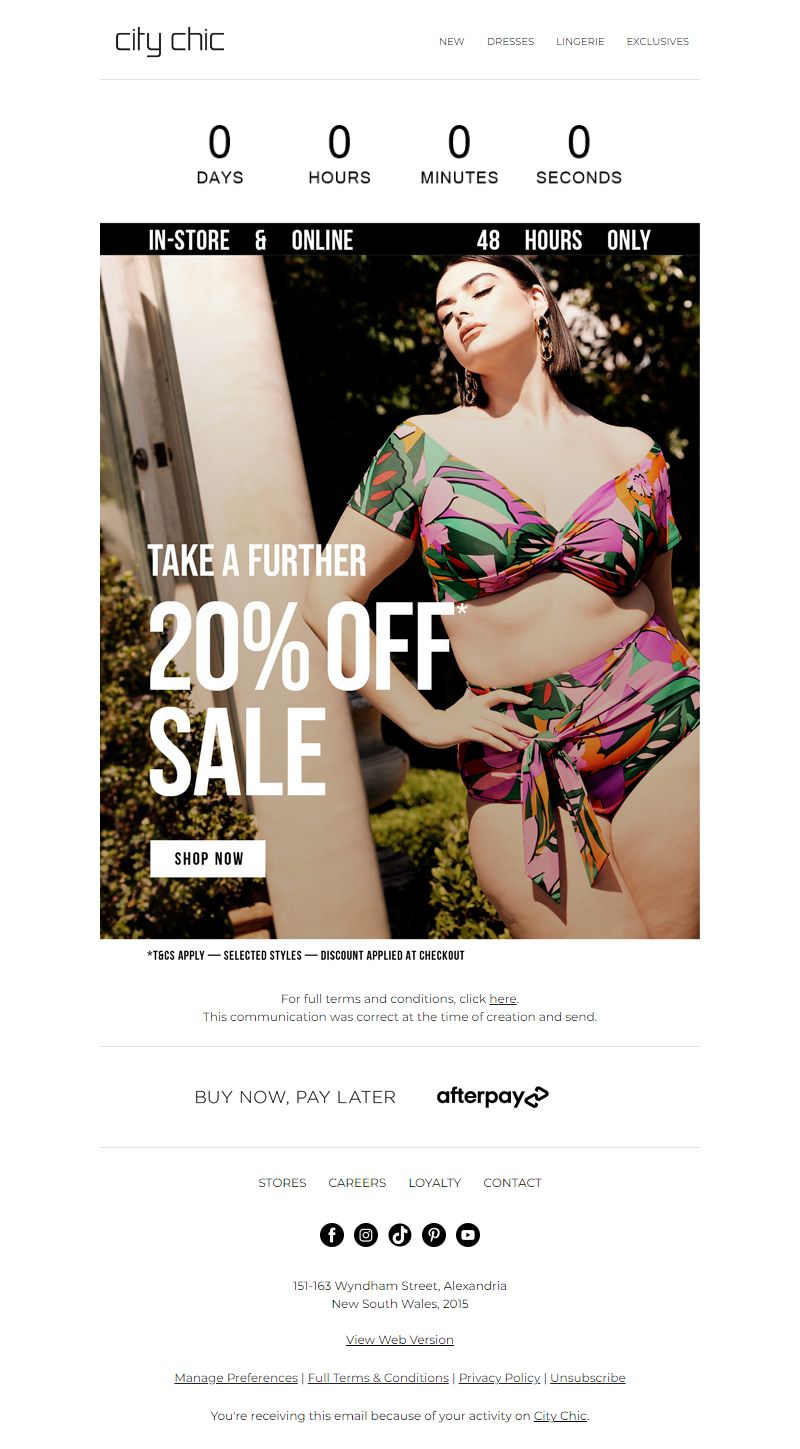 city chic
NEW DRESSES LINGERIE EXCLUSIVES
0 0 0 0
DAYS HOURS MINUTES SECONDS
IN-STORE & ONLINE 48 HOURS ONLY
TAKE A FURTHER
20% OFF*
SALE
SHOP NOW
*T&CS APPLY — SELECTED STYLES — DISCOUNT APPLIED AT CHECKOUT
For full terms and conditions, click here.
This communication was correct at the time of creation and send.
BUY NOW, PAY LATER afterpay
STORES CAREERS LOYALTY CONTACT
151-163 Wyndham Street, Alexandria
New South Wales, 2015
View Web Version
Manage Preferences | Full Terms & Conditions | Privacy Policy | Unsubscribe
You're receiving this email because of your activity on City Chic.